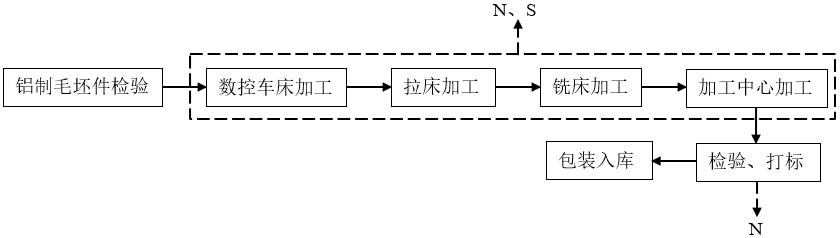 N、S
铝制毛坯件检验
数控车床加工
拉床加工
铣床加工
加工中心加工
包装入库
检验、打标
N